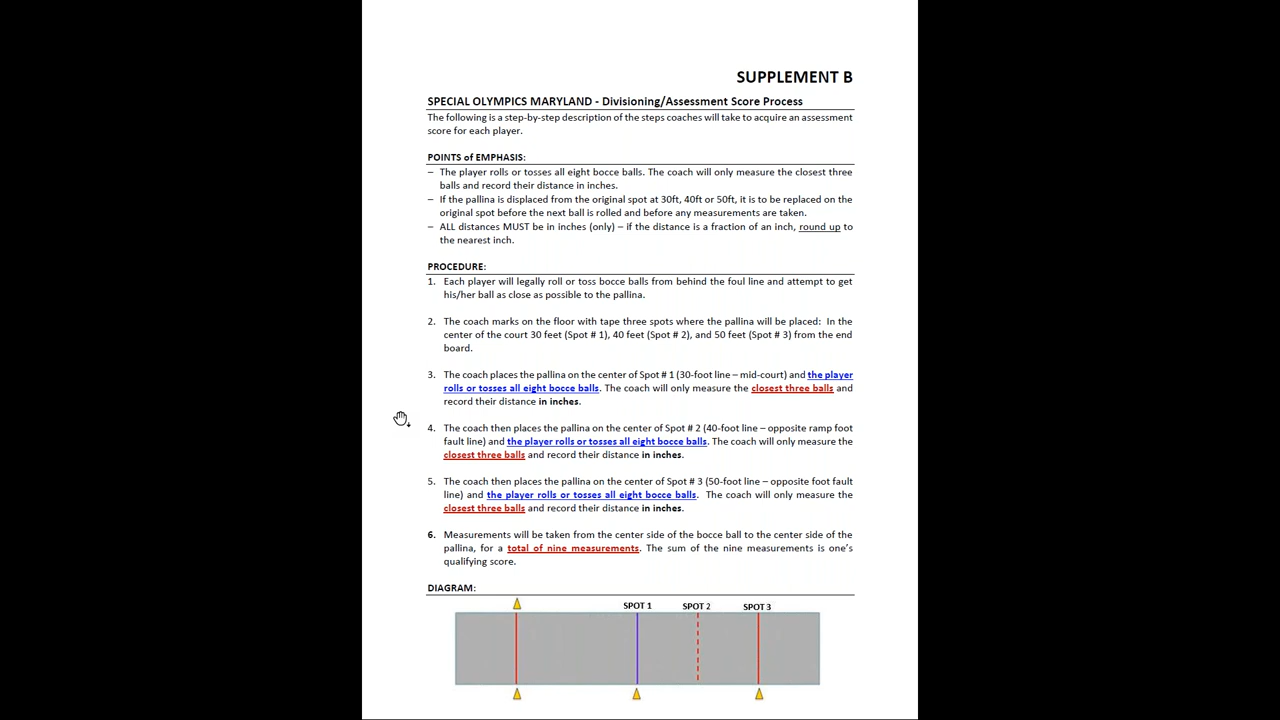 SUPPLEMENT B
SPECIAL OLYMPICS MARYLAND - Divisioning/Assessment Score Process
The following is a step-by-step description of the steps coaches will take to acquire an assessment
score for each player.
POINTS of EMPHASIS:
– The player rolls or tosses all eight bocce balls. The coach will only measure the closest three
balls and record their distance in inches.
– If the pallina is displaced from the original spot at 30ft, 40ft or 50ft, it is to be replaced on the
original spot before the next ball is rolled and before any measurements are taken.
– ALL distances MUST be in inches (only) – if the distance is a fraction of an inch, round up to
the nearest inch.
PROCEDURE:
1. Each player will legally roll or toss bocce balls from behind the foul line and attempt to get
his/her ball as close as possible to the pallina.
2. The coach marks on the floor with tape three spots where the pallina will be placed: In the
center of the court 30 feet (Spot # 1), 40 feet (Spot # 2), and 50 feet (Spot # 3) from the end
board.
3. The coach places the pallina on the center of Spot # 1 (30-foot line – mid-court) and the player
rolls or tosses all eight bocce balls. The coach will only measure the closest three balls and
record their distance in inches.
4. The coach then places the pallina on the center of Spot # 2 (40-foot line – opposite ramp foot
fault line) and the player rolls or tosses all eight bocce balls. The coach will only measure the
closest three balls and record their distance in inches.
5. The coach then places the pallina on the center of Spot # 3 (50-foot line – opposite foot fault
line) and the player rolls or tosses all eight bocce balls. The coach will only measure the
closest three balls and record their distance in inches.
6. Measurements will be taken from the center side of the bocce ball to the center side of the
pallina, for a total of nine measurements. The sum of the nine measurements is one's
qualifying score.
DIAGRAM:
SPOT 1 SPOT 2 SPOT 3